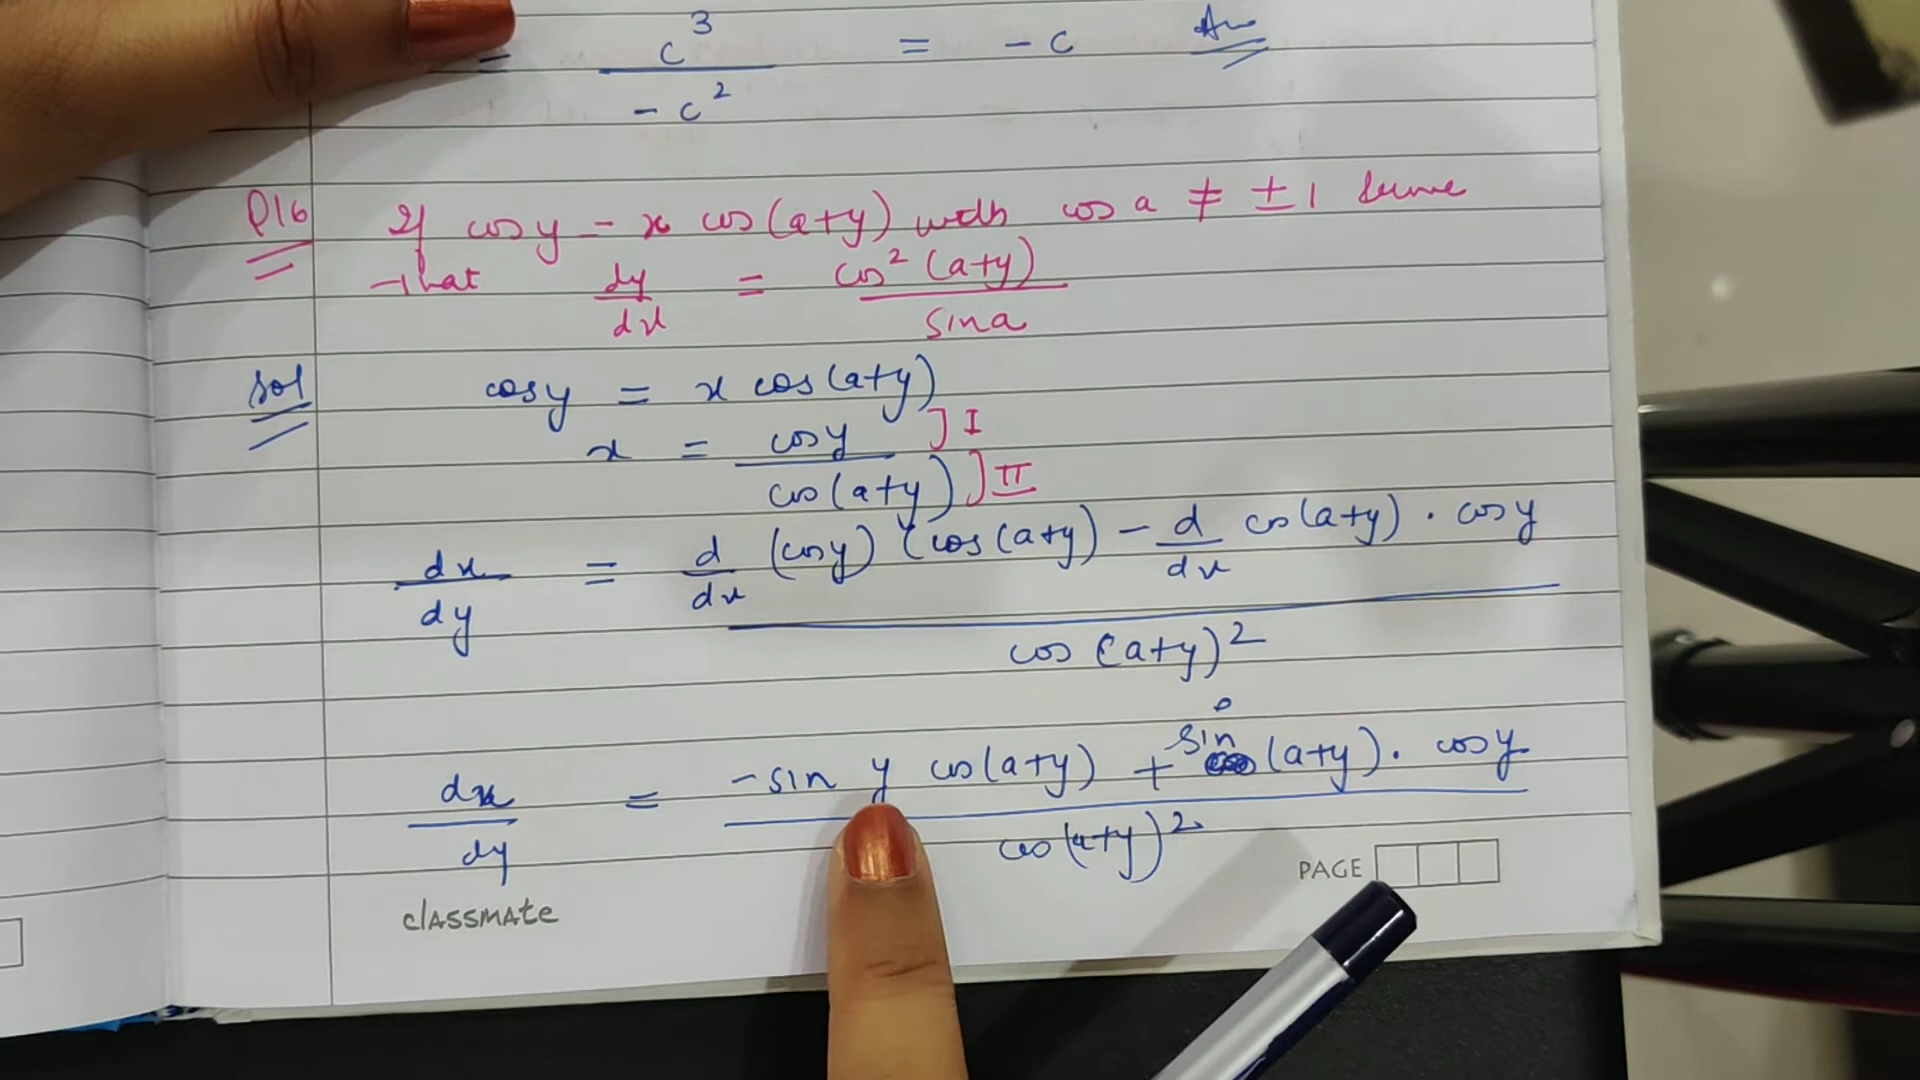 = c³ / - c² = - c Ans
Q16 If cos y = x cos (a+y) with cos a ≠ ±1
that dy/dx = cos² (a+y) / sin a
Sol cos y = x cos (a+y)
x = cos y / cos (a+y) ] I ] II
dx/dy = d/dx (cos y) (cos (a+y) - d/dx cos (a+y) . cos y / cos (a+y)²
dx/dy = - sin y cos (a+y) + sin (a+y) . cos y / cos (a+y)²
PAGE
classmate